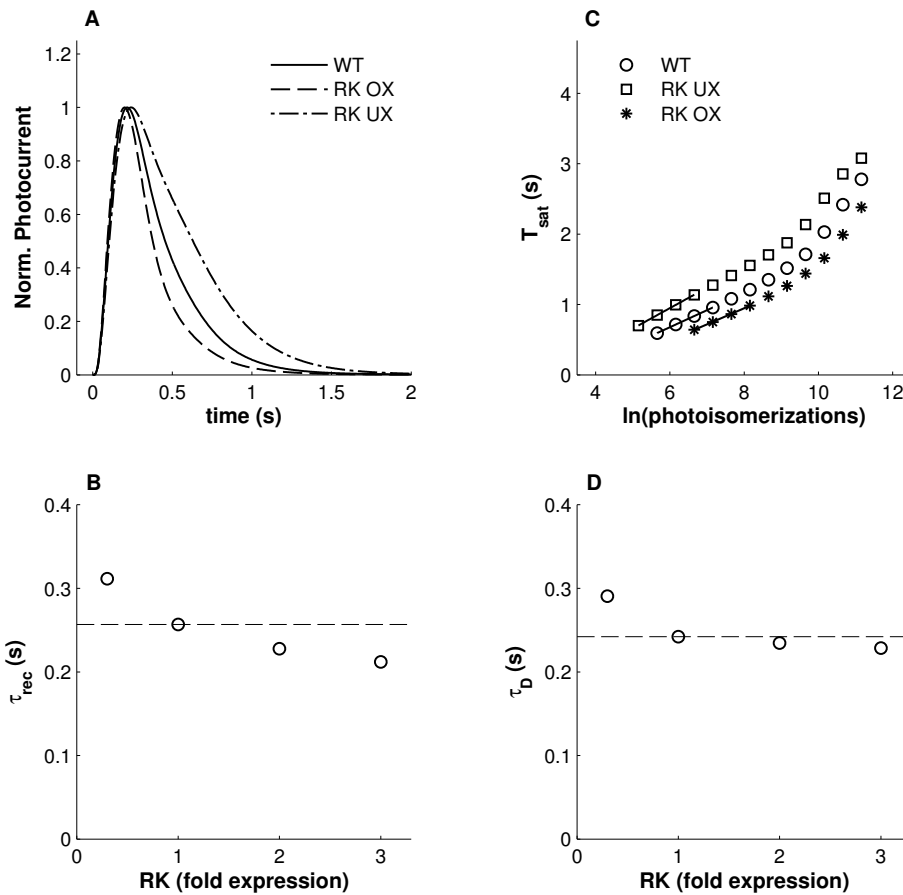 A
Norm. Photocurrent
1.2
1
0.8
0.6
0.4
0.2
0
0
0.5
1
1.5
2
time (s)
WT
RK OX
RK UX
C
T_sat (s)
4
3
2
1
0
4
6
8
10
12
ln(photoisomerizations)
WT
RK UX
RK OX
B
τ_rec (s)
0.4
0.3
0.2
0.1
0
0
1
2
3
RK (fold expression)
D
τ_D (s)
0.4
0.3
0.2
0.1
0
0
1
2
3
RK (fold expression)